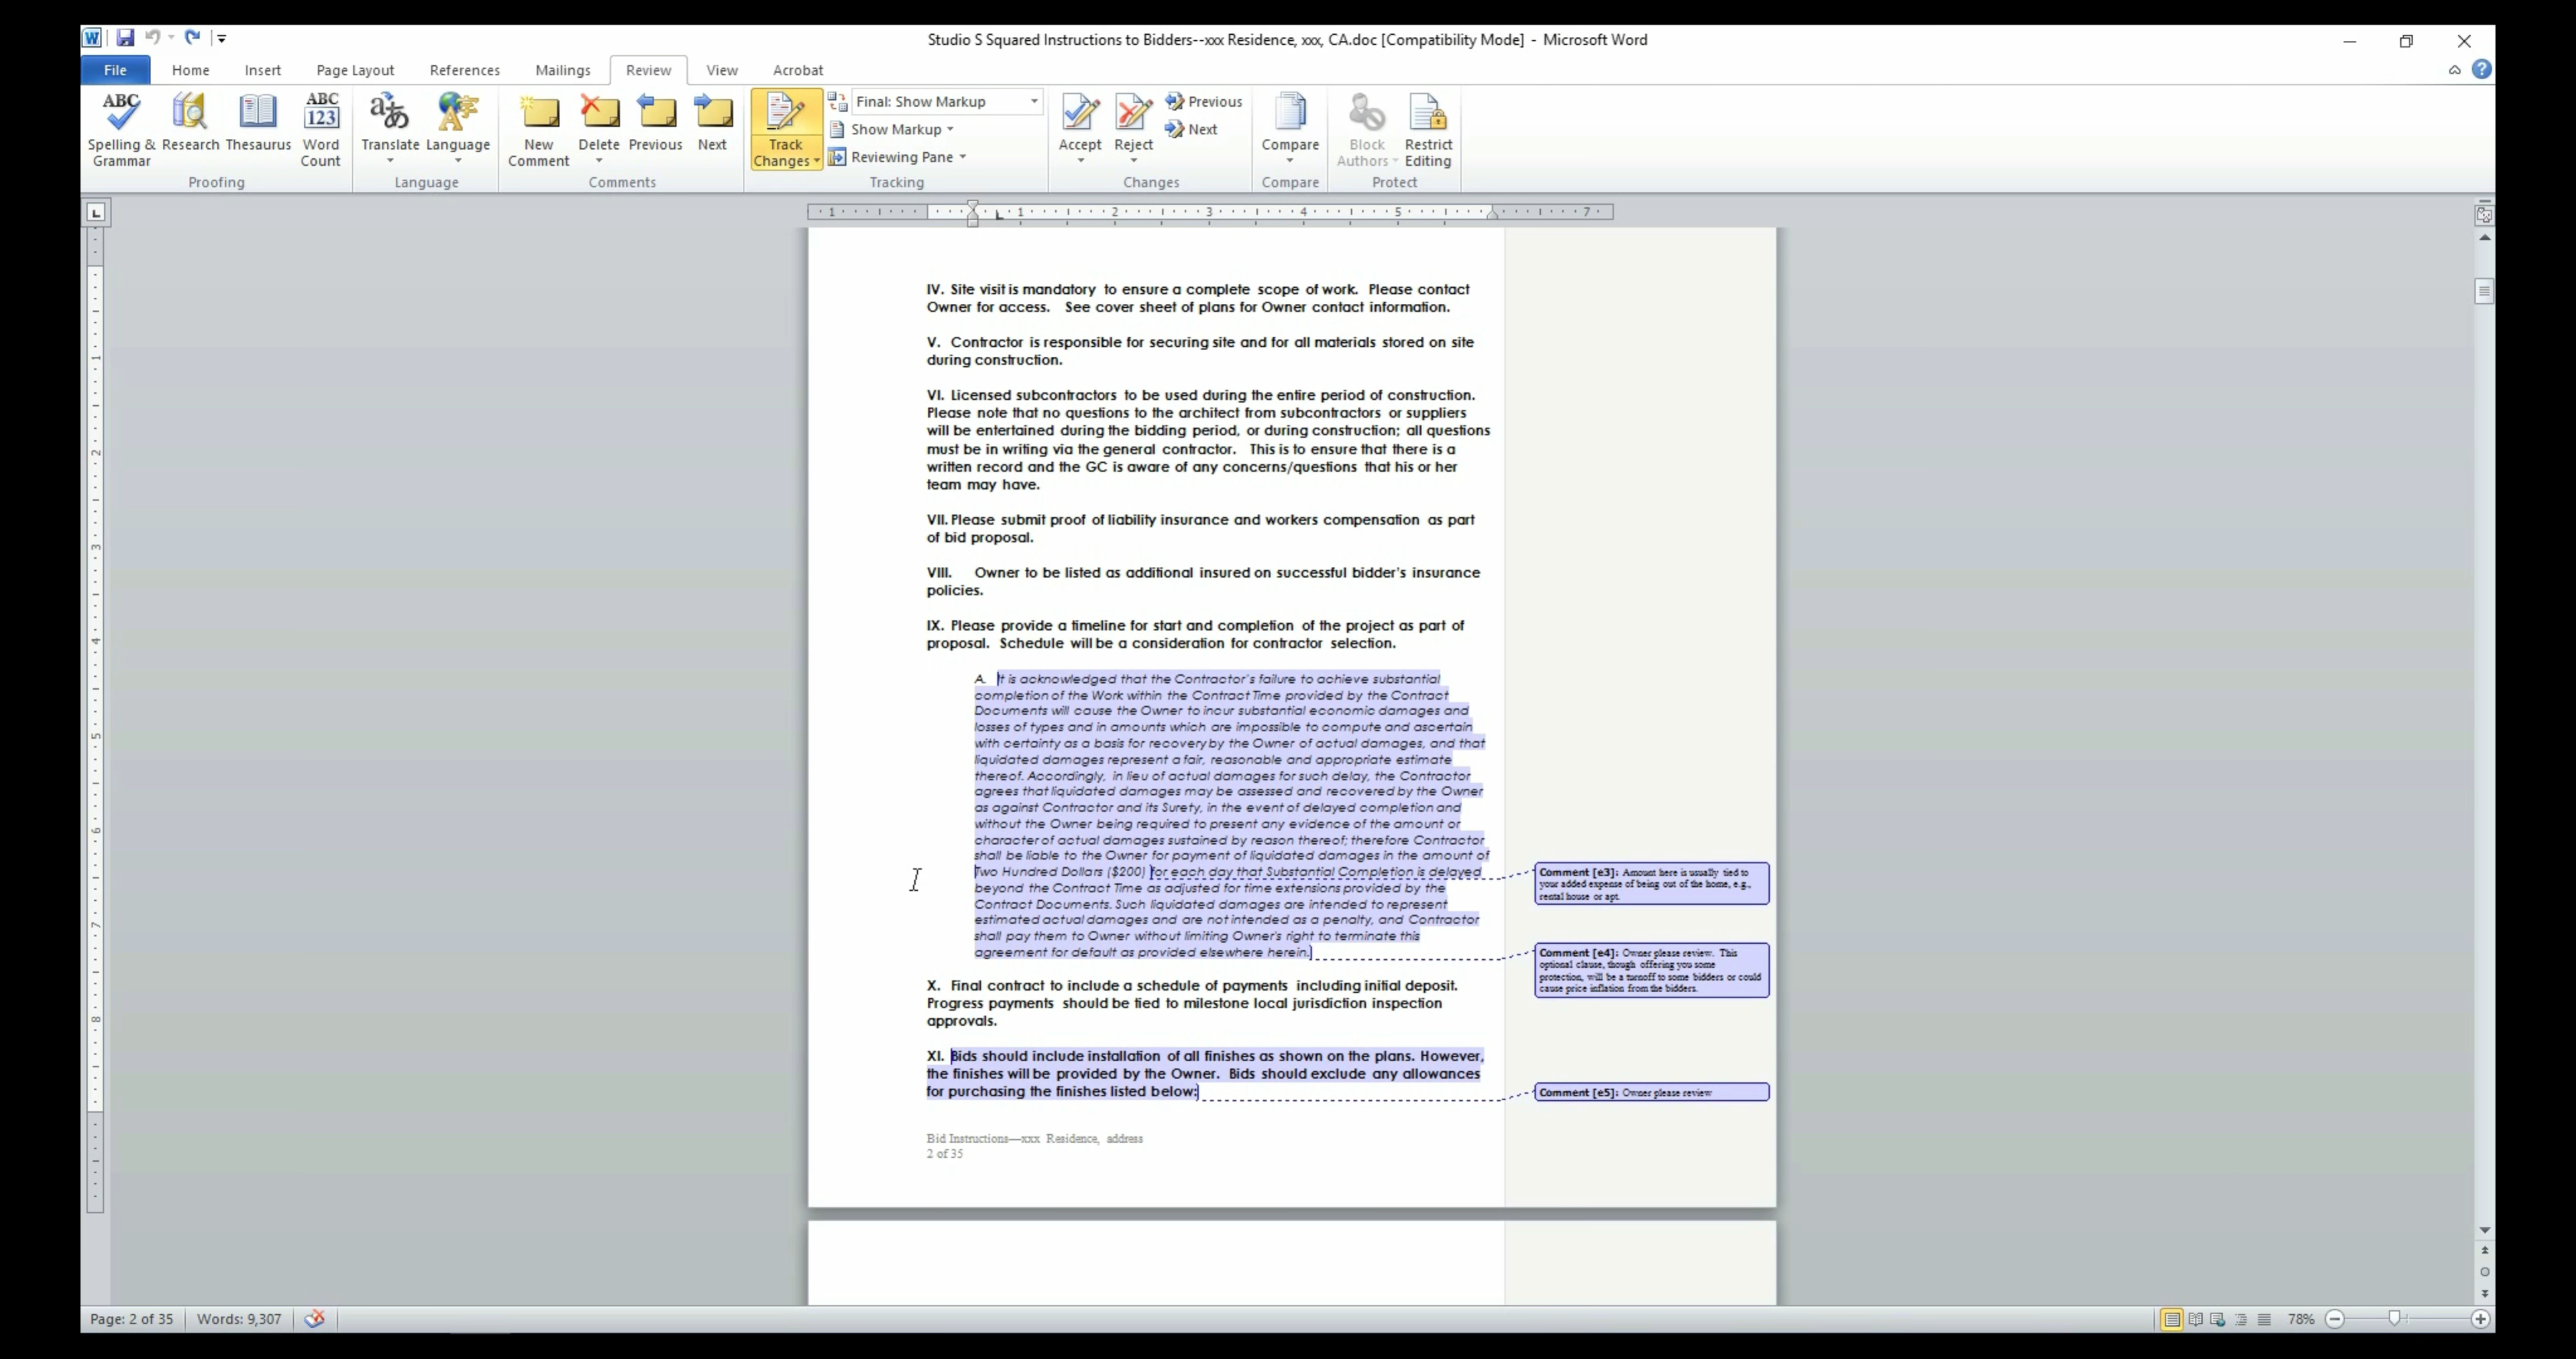 Studio S Squared Instructions to Bidders--xxx Residence, xxx, CA.doc [Compatibility Mode] - Microsoft Word
File Home Insert Page Layout References Mailings Review View Acrobat
ABC ABC
123
Spelling & Grammar Research Thesaurus Word Count Translate Language New Comment Delete Previous Next Track Changes
Final: Show Markup
Show Markup
Reviewing Pane
Accept Reject Previous
Next
Compare Block Authors Restrict Editing
Proofing Language Comments Tracking Changes Compare Protect
1 1 2 3 4 5 7
IV. Site visit is mandatory to ensure a complete scope of work. Please contact
Owner for access. See cover sheet of plans for Owner contact information.
V. Contractor is responsible for securing site and for all materials stored on site
during construction.
VI. Licensed subcontractors to be used during the entire period of construction.
Please note that no questions to the architect from subcontractors or suppliers
will be entertained during the bidding period, or during construction; all questions
must be in writing via the general contractor. This is to ensure that there is a
written record and the GC is aware of any concerns/questions that his or her
team may have.
VII. Please submit proof of liability insurance and workers compensation as part
of bid proposal.
VIII. Owner to be listed as additional insured on successful bidder's insurance
policies.
IX. Please provide a timeline for start and completion of the project as part of
proposal. Schedule will be a consideration for contractor selection.
A. It is acknowledged that the Contractor's failure to achieve substantial
completion of the Work within the Contract Time provided by the Contract
Documents will cause the Owner to incur substantial economic damages and
losses of types and in amounts which are impossible to compute and ascertain
with certainty as a basis for recovery by the Owner of actual damages, and that
liquidated damages represent a fair, reasonable and appropriate estimate
thereof. Accordingly, in lieu of actual damages for such delay, the Contractor
agrees that liquidated damages may be assessed and recovered by the Owner
as against Contractor and its Surety, in the event of delayed completion and
without the Owner being required to present any evidence of the amount or
character of actual damages sustained by reason thereof; therefore Contractor
shall be liable to the Owner for payment of liquidated damages in the amount of
Two Hundred Dollars ($200) for each day that Substantial Completion is delayed
beyond the Contract Time as adjusted for time extensions provided by the
Contract Documents. Such liquidated damages are intended to represent
estimated actual damages and are not intended as a penalty, and Contractor
shall pay them to Owner without limiting Owner's right to terminate this
agreement for default as provided elsewhere herein.
Comment [e3]: Amount here is usually tied to
your added expense of being out of the home, e.g.,
rental house or apt.
Comment [e4]: Owner please review. This
optional clause, though offering you some
protection, will be a turnoff to some bidders or could
cause price inflation from the bidders.
X. Final contract to include a schedule of payments including initial deposit.
Progress payments should be tied to milestone local jurisdiction inspection
approvals.
XI. Bids should include installation of all finishes as shown on the plans. However,
the finishes will be provided by the Owner. Bids should exclude any allowances
for purchasing the finishes listed below:
Comment [e5]: Owner please review
Bid Instructions—xxx Residence, address
2 of 35
Page: 2 of 35 Words: 9,307 78%